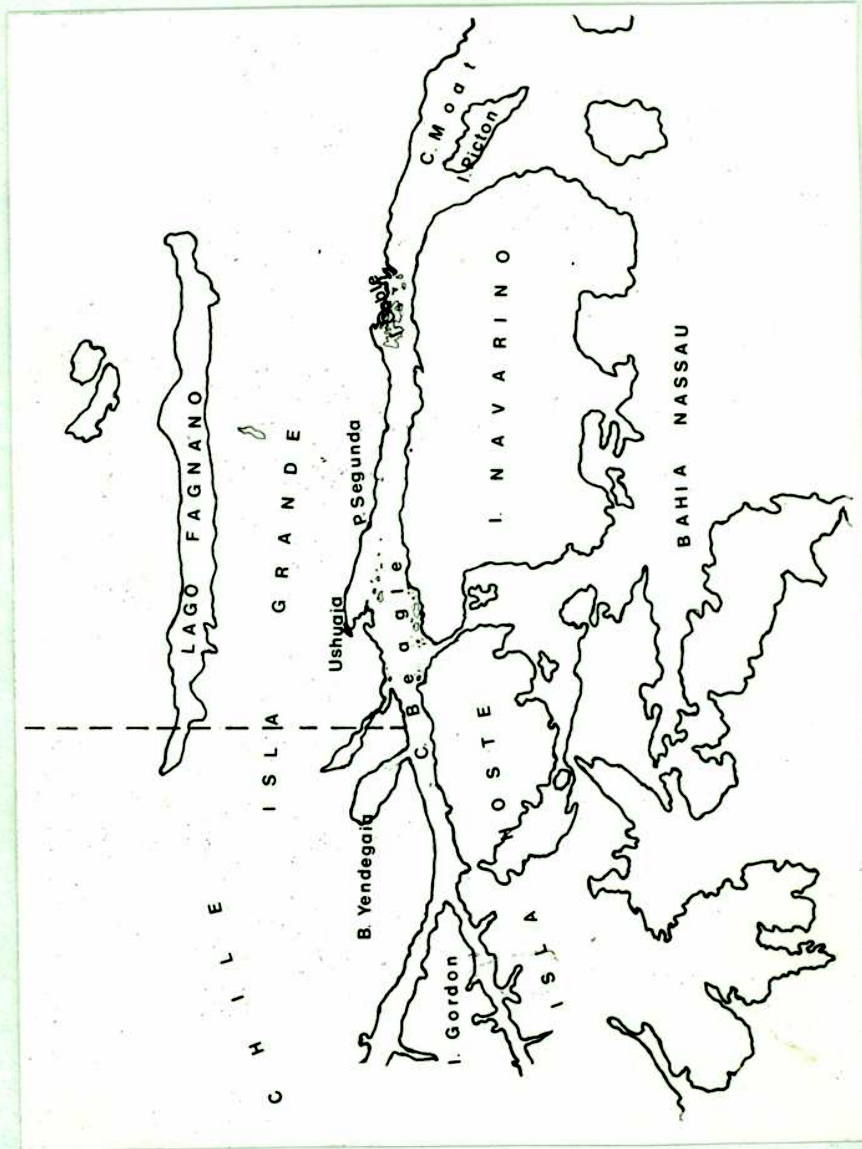 CHILE
ISLA GRANDE
LAGO FAGNANO
B. Yendegaia
Ushuaia
P. Segunda
C. Beagle
C. Moat
I. Picton
I. Gordon
ISLA HOSTE
I. NAVARINO
BAHIA NASSAU